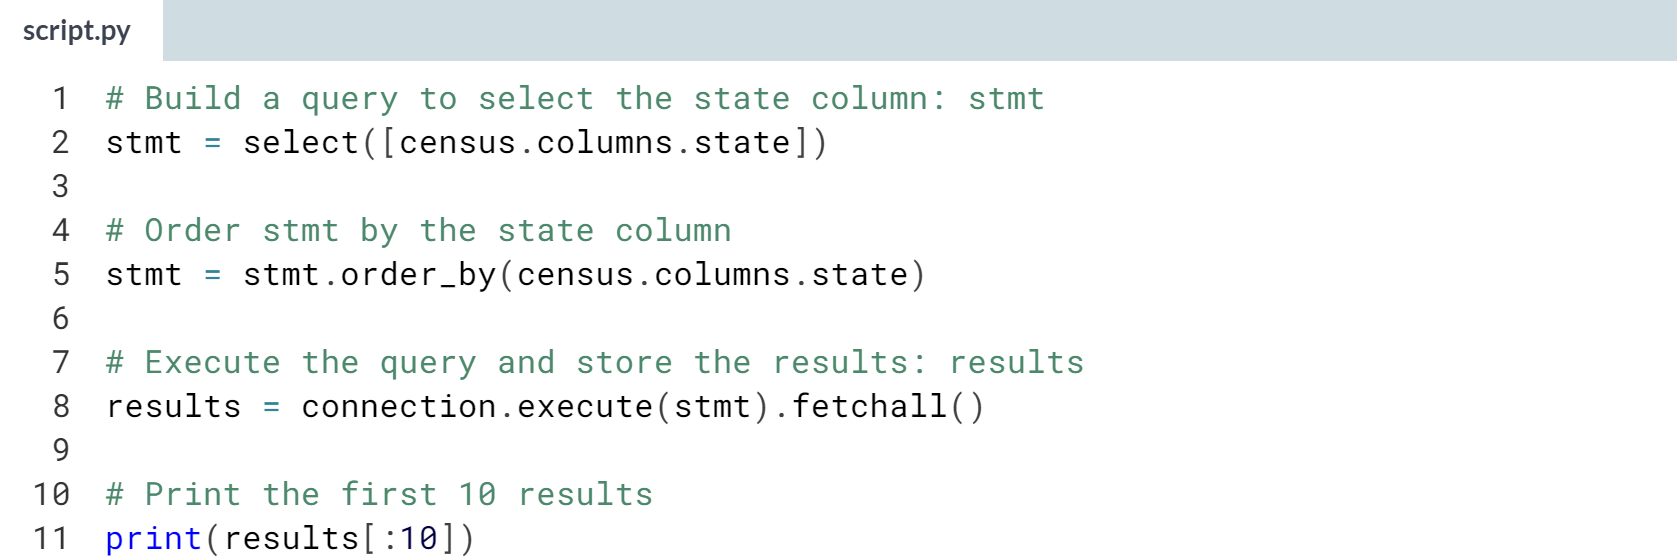 script.py
1 # Build a query to select the state column: stmt
2 stmt = select([census.columns.state])
3
4 # Order stmt by the state column
5 stmt = stmt.order_by(census.columns.state)
6
7 # Execute the query and store the results: results
8 results = connection.execute(stmt).fetchall()
9
10 # Print the first 10 results
11 print(results[:10])